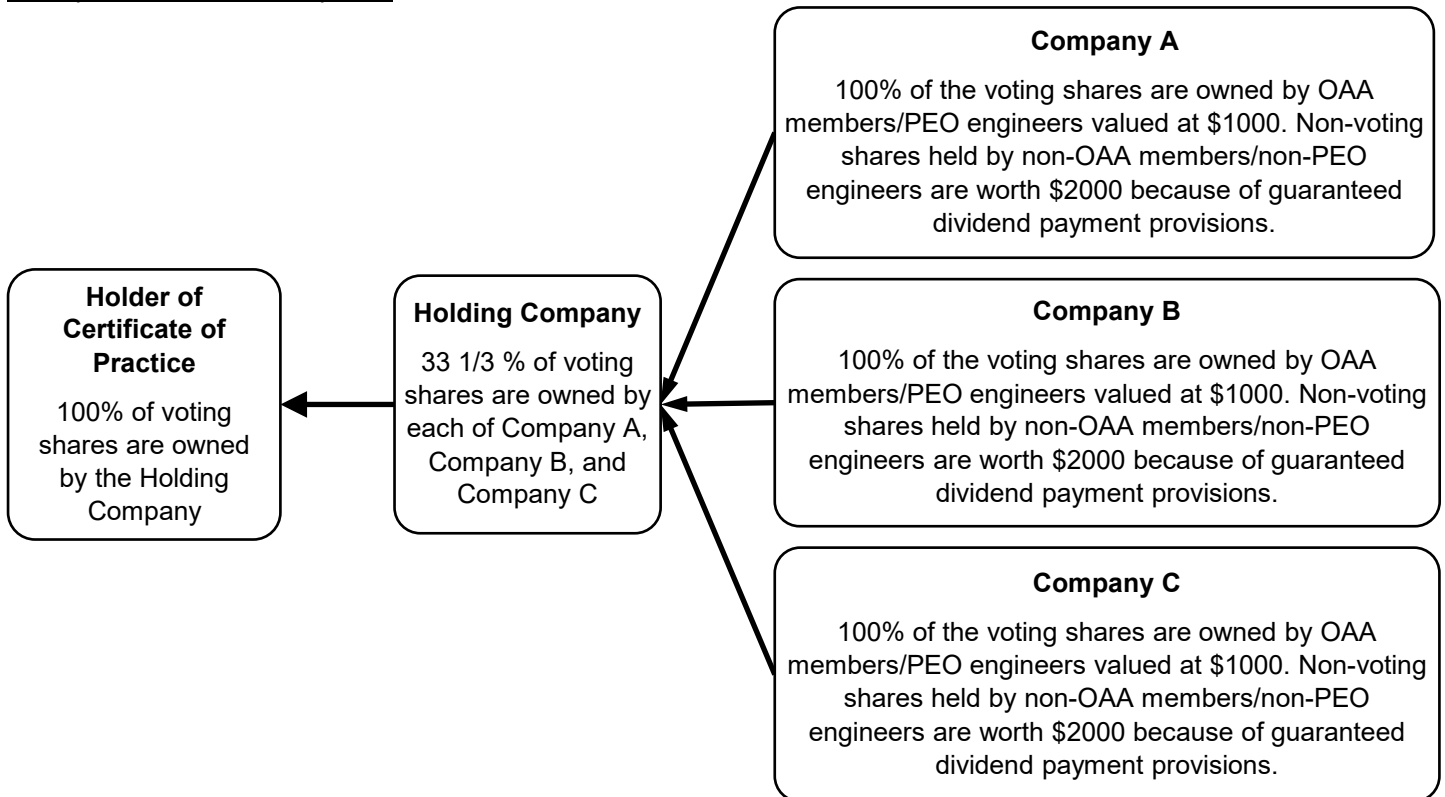 Holder of
Certificate of
Practice
100% of voting
shares are owned
by the Holding
Company
Holding Company
33 1/3 % of voting
shares are owned by
each of Company A,
Company B, and
Company C
Company A
100% of the voting shares are owned by OAA
members/PEO engineers valued at $1000. Non-voting
shares held by non-OAA members/non-PEO
engineers are worth $2000 because of guaranteed
dividend payment provisions.
Company B
100% of the voting shares are owned by OAA
members/PEO engineers valued at $1000. Non-voting
shares held by non-OAA members/non-PEO
engineers are worth $2000 because of guaranteed
dividend payment provisions.
Company C
100% of the voting shares are owned by OAA
members/PEO engineers valued at $1000. Non-voting
shares held by non-OAA members/non-PEO
engineers are worth $2000 because of guaranteed
dividend payment provisions.